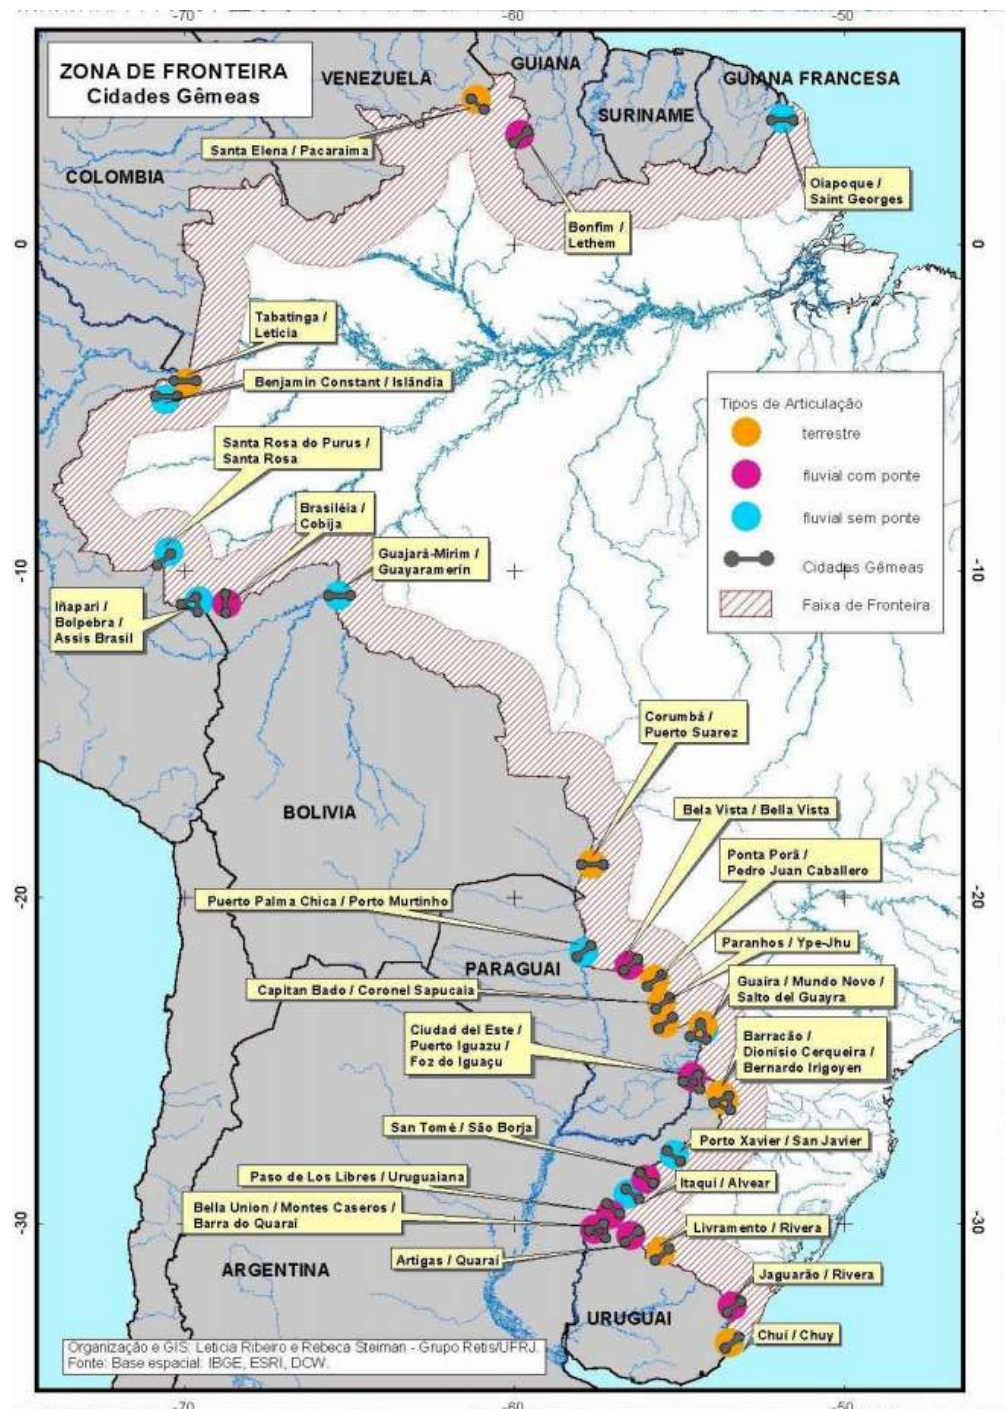 -70
-60
-50
ZONA DE FRONTEIRA
Cidades Gêmeas
VENEZUELA
GUIANA
GUIANA FRANCESA
SURINAME
COLOMBIA
Santa Elena / Pacaraima
Oiapoque /
Saint Georges
Bonfim /
Lethem
0
0
Tabatinga /
Letícia
Benjamin Constant / Islândia
Tipos de Articulação
terrestre
fluvial com ponte
fluvial sem ponte
Cidades Gêmeas
Faixa de Fronteira
Santa Rosa do Purus /
Santa Rosa
Brasiléia /
Cobija
Guajará-Mirim /
Guayaramerín
-10
-10
Iñapari /
Bolpebra /
Assis Brasil
Corumbá /
Puerto Suarez
BOLIVIA
Bela Vista / Bella Vista
Ponta Porã /
Pedro Juan Caballero
-20
-20
Puerto Palma Chica / Porto Murtinho
Paranhos / Ype-Jhu
PARAGUAI
Capitan Bado / Coronel Sapucaia
Guaíra / Mundo Novo /
Salto del Guayra
Ciudad del Este /
Puerto Iguazu /
Foz do Iguaçu
Barracão /
Dionísio Cerqueira /
Bernardo Irigoyen
San Tomé / São Borja
Porto Xavier / San Javier
Paso de Los Libres / Uruguaiana
Itaqui / Alvear
Bella Union / Montes Caseros /
Barra do Quaraí
-30
-30
Livramento / Rivera
Artigas / Quaraí
ARGENTINA
Jaguarão / Rivera
URUGUAI
Chuí / Chuy
Organização e GIS: Leticia Ribeiro e Rebeca Steiman - Grupo Retis/UFRJ.
Fonte: Base espacial: IBGE, ESRI, DCW.
-70
-60
-50